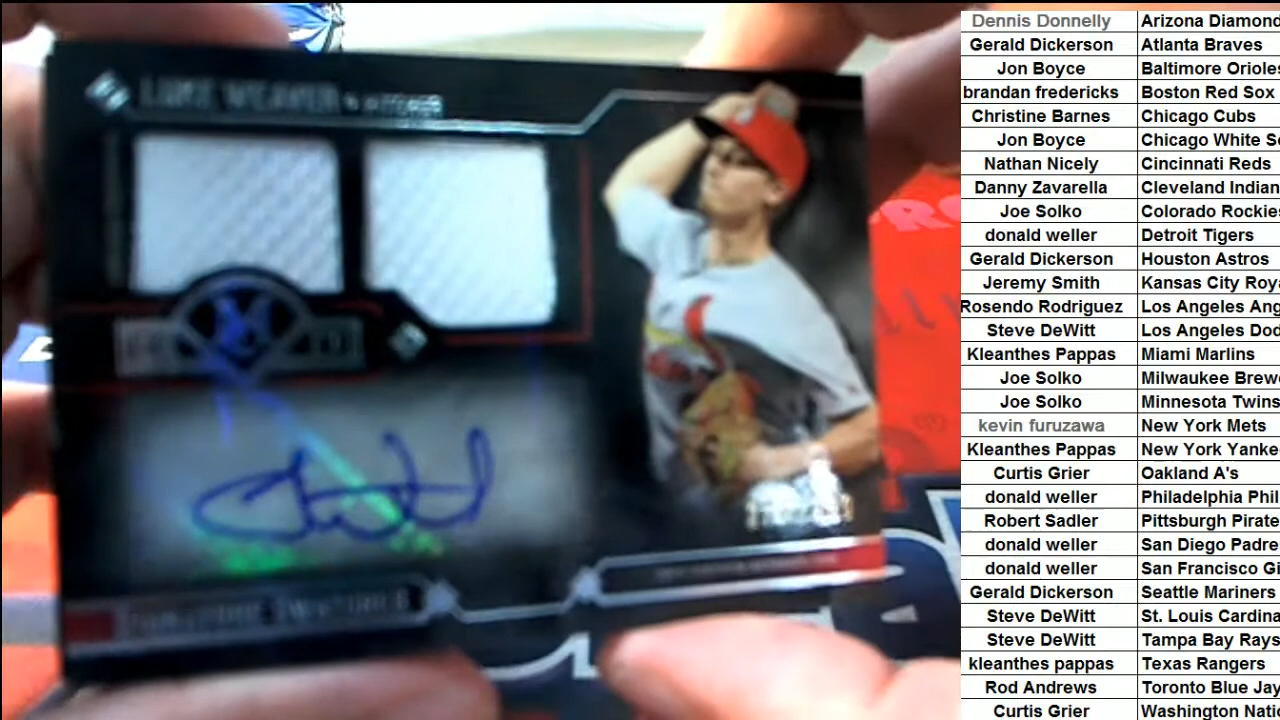 LUKE WEAVER
Dennis Donnelly Arizona Diamond
Gerald Dickerson Atlanta Braves
Jon Boyce Baltimore Orioles
brandan fredericks Boston Red Sox
Christine Barnes Chicago Cubs
Jon Boyce Chicago White S
Nathan Nicely Cincinnati Reds
Danny Zavarella Cleveland Indian
Joe Solko Colorado Rockies
donald weller Detroit Tigers
Gerald Dickerson Houston Astros
Jeremy Smith Kansas City Roya
Rosendo Rodriguez Los Angeles Ang
Steve DeWitt Los Angeles Dod
Kleanthes Pappas Miami Marlins
Joe Solko Milwaukee Brew
Joe Solko Minnesota Twins
kevin furuzawa New York Mets
Kleanthes Pappas New York Yanke
Curtis Grier Oakland A's
donald weller Philadelphia Phil
Robert Sadler Pittsburgh Pirate
donald weller San Diego Padre
donald weller San Francisco Gi
Gerald Dickerson Seattle Mariners
Steve DeWitt St. Louis Cardina
Steve DeWitt Tampa Bay Rays
kleanthes pappas Texas Rangers
Rod Andrews Toronto Blue Jay
Curtis Grier Washington Natio